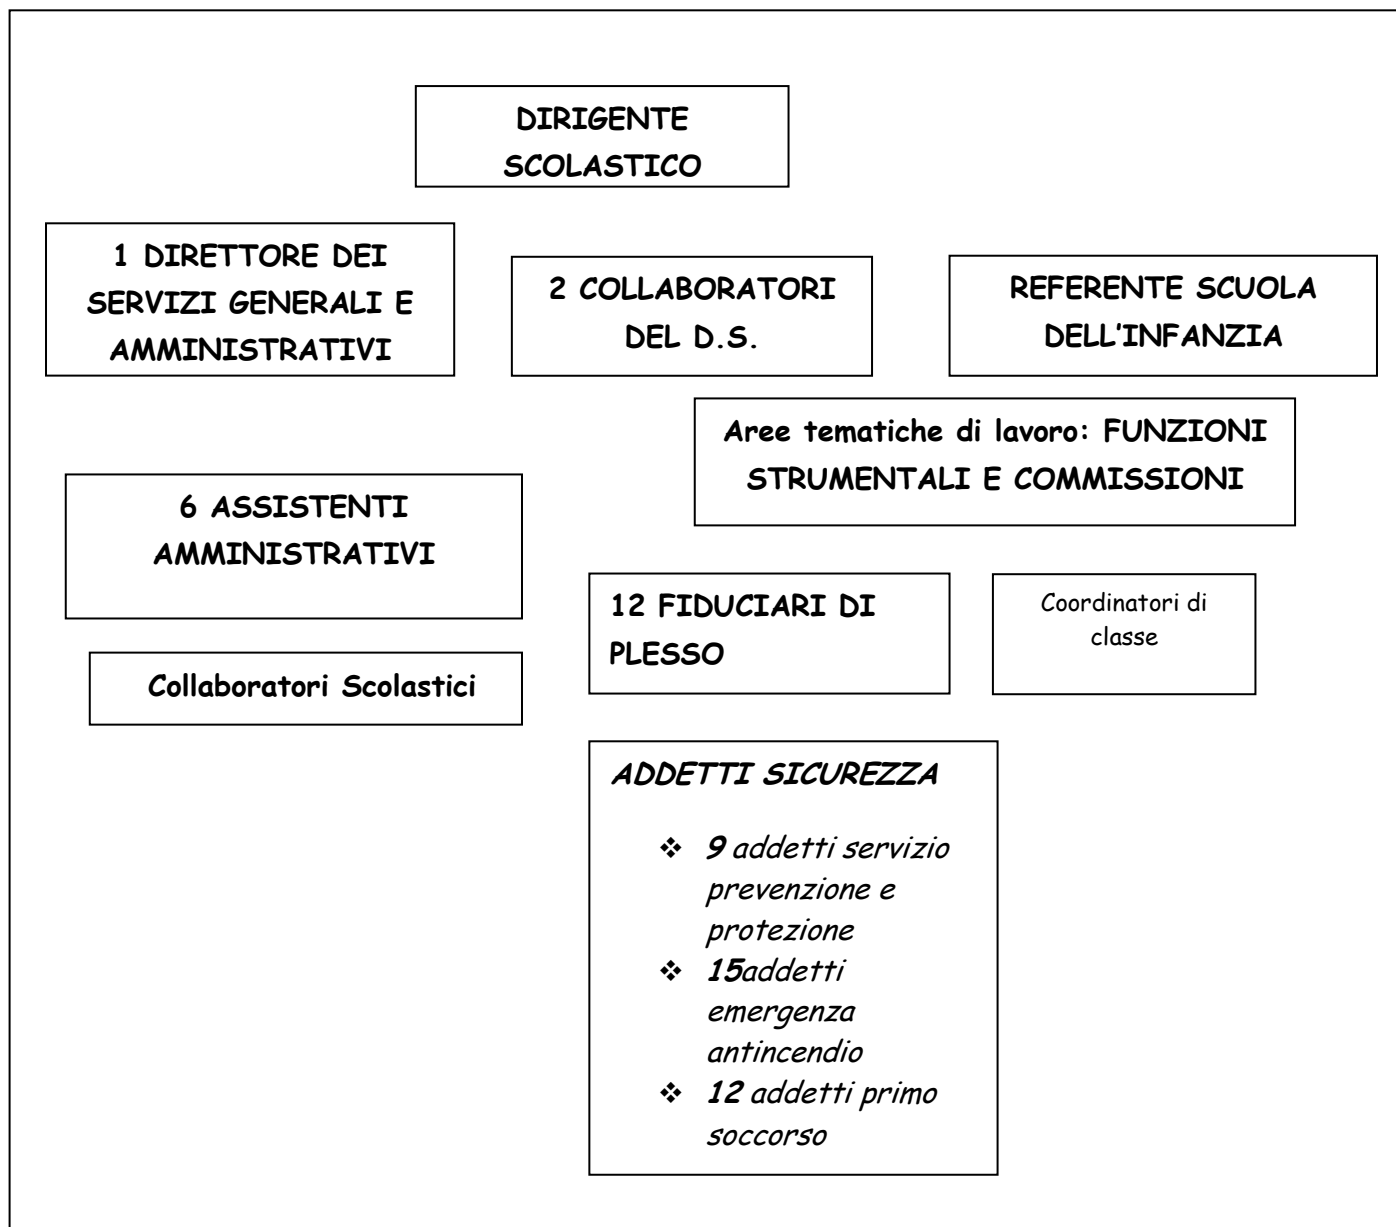 DIRIGENTE
SCOLASTICO
1 DIRETTORE DEI
SERVIZI GENERALI E
AMMINISTRATIVI
2 COLLABORATORI
DEL D.S.
REFERENTE SCUOLA
DELL'INFANZIA
Aree tematiche di lavoro: FUNZIONI
STRUMENTALI E COMMISSIONI
6 ASSISTENTI
AMMINISTRATIVI
12 FIDUCIARI DI
PLESSO
Coordinatori di
classe
Collaboratori Scolastici
ADDETTI SICUREZZA
❖ 9 addetti servizio
prevenzione e
protezione
❖ 15addetti
emergenza
antincendio
❖ 12 addetti primo
soccorso